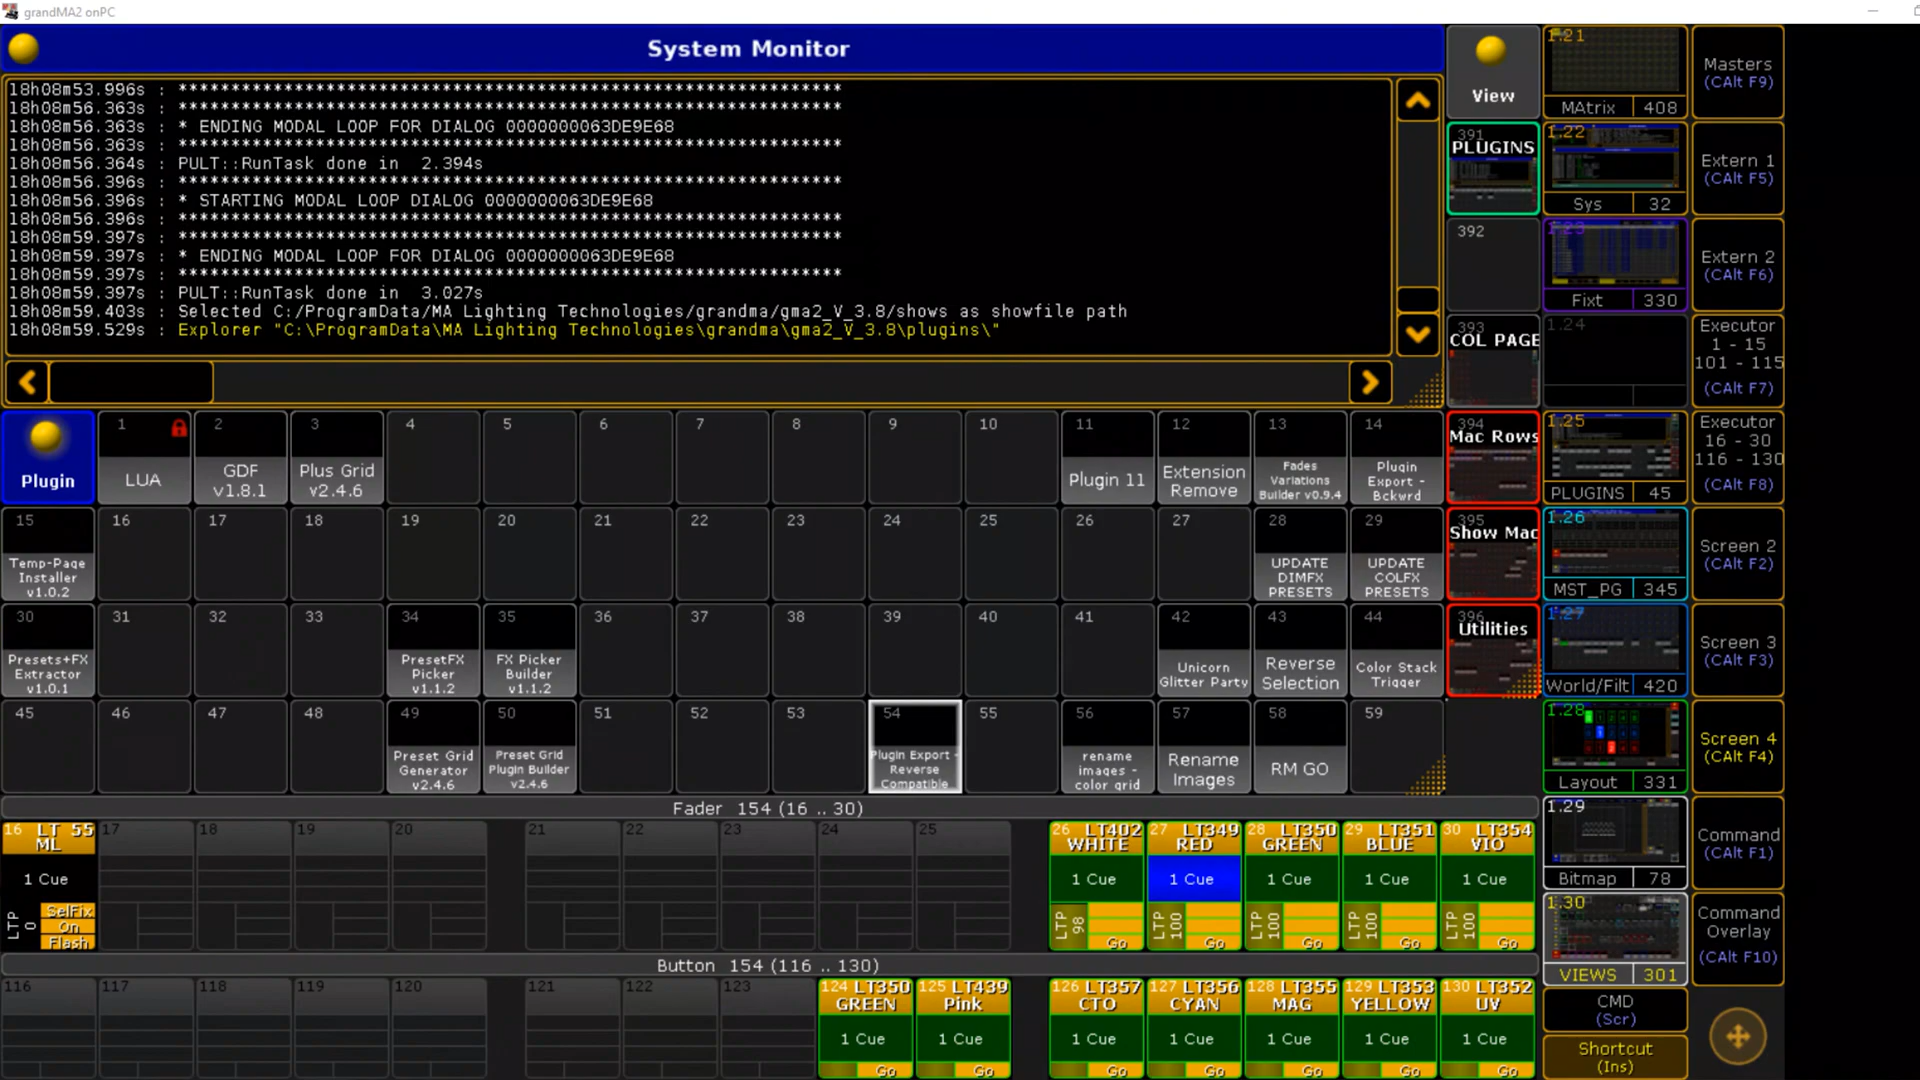 grandMA2 onPC
System Monitor
18h08m53.996s : ***************************************************************
18h08m56.363s : ***************************************************************
18h08m56.363s : * ENDING MODAL LOOP FOR DIALOG 0000000063DE9E68
18h08m56.363s : ***************************************************************
18h08m56.364s : PULT::RunTask done in  2.394s
18h08m56.396s : ***************************************************************
18h08m56.396s : * STARTING MODAL LOOP DIALOG 0000000063DE9E68
18h08m56.396s : ***************************************************************
18h08m59.397s : ***************************************************************
18h08m59.397s : * ENDING MODAL LOOP FOR DIALOG 0000000063DE9E68
18h08m59.397s : ***************************************************************
18h08m59.397s : PULT::RunTask done in  3.027s
18h08m59.403s : Selected C:/ProgramData/MA Lighting Technologies/grandma/gma2_V_3.8/shows as showfile path
18h08m59.529s : Explorer "C:\ProgramData\MA Lighting Technologies\grandma\gma2_V_3.8\plugins\"
Plugin
1
LUA
2
GDF
v1.8.1
3
Plus Grid
v2.4.6
4
5
6
7
8
9
10
11
Plugin 11
12
Extension
Remove
13
Fades
Variations
Builder v0.9.4
14
Plugin
Export -
Bckwrd
15
Temp-Page
Installer
v1.0.2
16
17
18
19
20
21
22
23
24
25
26
27
28
UPDATE
DIMFX
PRESETS
29
UPDATE
COLFX
PRESETS
30
Presets+FX
Extractor
v1.0.1
31
32
33
34
PresetFX
Picker
v1.1.2
35
FX Picker
Builder
v1.1.2
36
37
38
39
40
41
42
Unicorn
Glitter Party
43
Reverse
Selection
44
Color Stack
Trigger
45
46
47
48
49
Preset Grid
Generator
v2.4.6
50
Preset Grid
Plugin Builder
v2.4.6
51
52
53
54
Plugin Export -
Reverse
Compatible
55
56
rename
images -
color grid
57
Rename
Images
58
RM GO
59
Fader  154 (16 .. 30)
16 LT 55
ML
1 Cue
LTP
0
SelFix
On
Flash
17
18
19
20
21
22
23
24
25
26 LT402
WHITE
1 Cue
LTP
98
Go
27 LT349
RED
1 Cue
LTP
100
Go
28 LT350
GREEN
1 Cue
LTP
100
Go
29 LT351
BLUE
1 Cue
LTP
100
Go
30 LT354
VIO
1 Cue
LTP
100
Go
Button  154 (116 .. 130)
116
117
118
119
120
121
122
123
124 LT350
GREEN
1 Cue
Go
125 LT439
Pink
1 Cue
Go
126 LT357
CTO
1 Cue
Go
127 LT356
CYAN
1 Cue
Go
128 LT355
MAG
1 Cue
Go
129 LT353
YELLOW
1 Cue
Go
130 LT352
UV
1 Cue
Go
View
391
PLUGINS
392
393
COL PAGE
394
Mac Rows
395
Show Mac
396
Utilities
1.21
MAtrix 408
1.22
Sys 32
1.23
Fixt 330
1.24
1.25
PLUGINS 45
1.26
MST_PG 345
1.27
World/Filt 420
1.28
Layout 331
1.29
Bitmap 78
1.30
VIEWS 301
CMD
(Scr)
Shortcut
(Ins)
Masters
(CAlt F9)
Extern 1
(CAlt F5)
Extern 2
(CAlt F6)
Executor
1 - 15
101 - 115
(CAlt F7)
Executor
16 - 30
116 - 130
(CAlt F8)
Screen 2
(CAlt F2)
Screen 3
(CAlt F3)
Screen 4
(CAlt F4)
Command
(CAlt F1)
Command
Overlay
(CAlt F10)